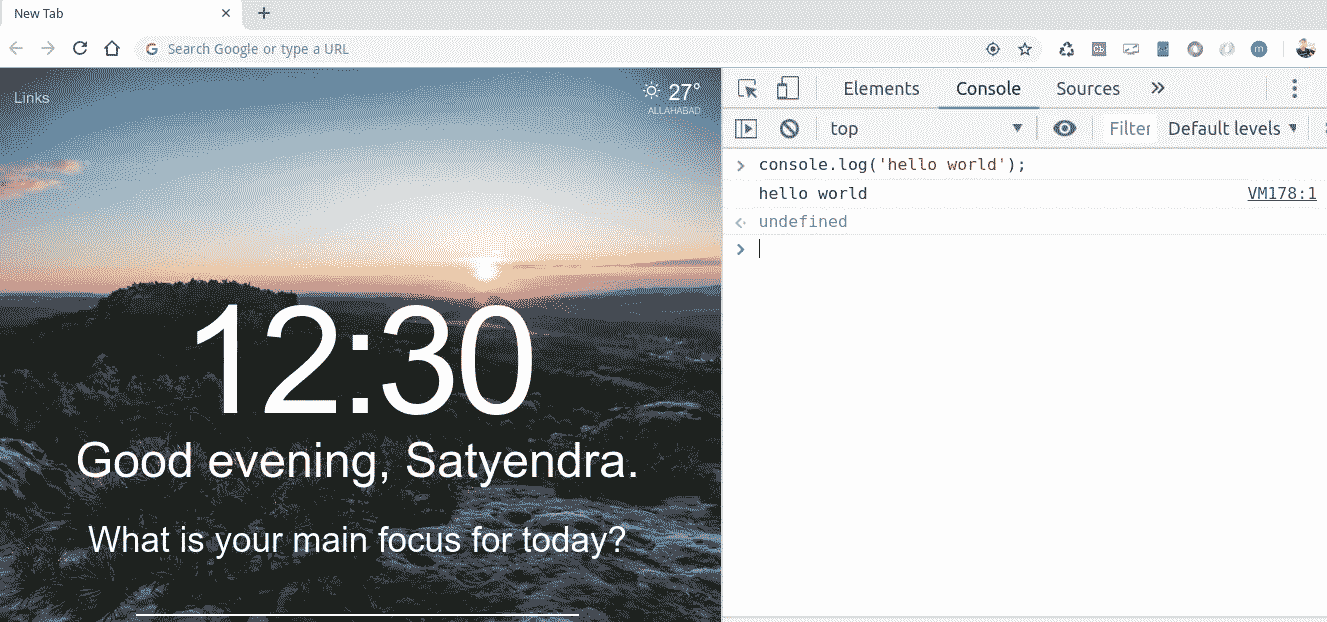 New Tab
Search Google or type a URL
Links
27°
ALLAHABAD
12:30
Good evening, Satyendra.
What is your main focus for today?
Elements Console Sources
top Filter Default levels
console.log('hello world');
hello world VM178:1
undefined